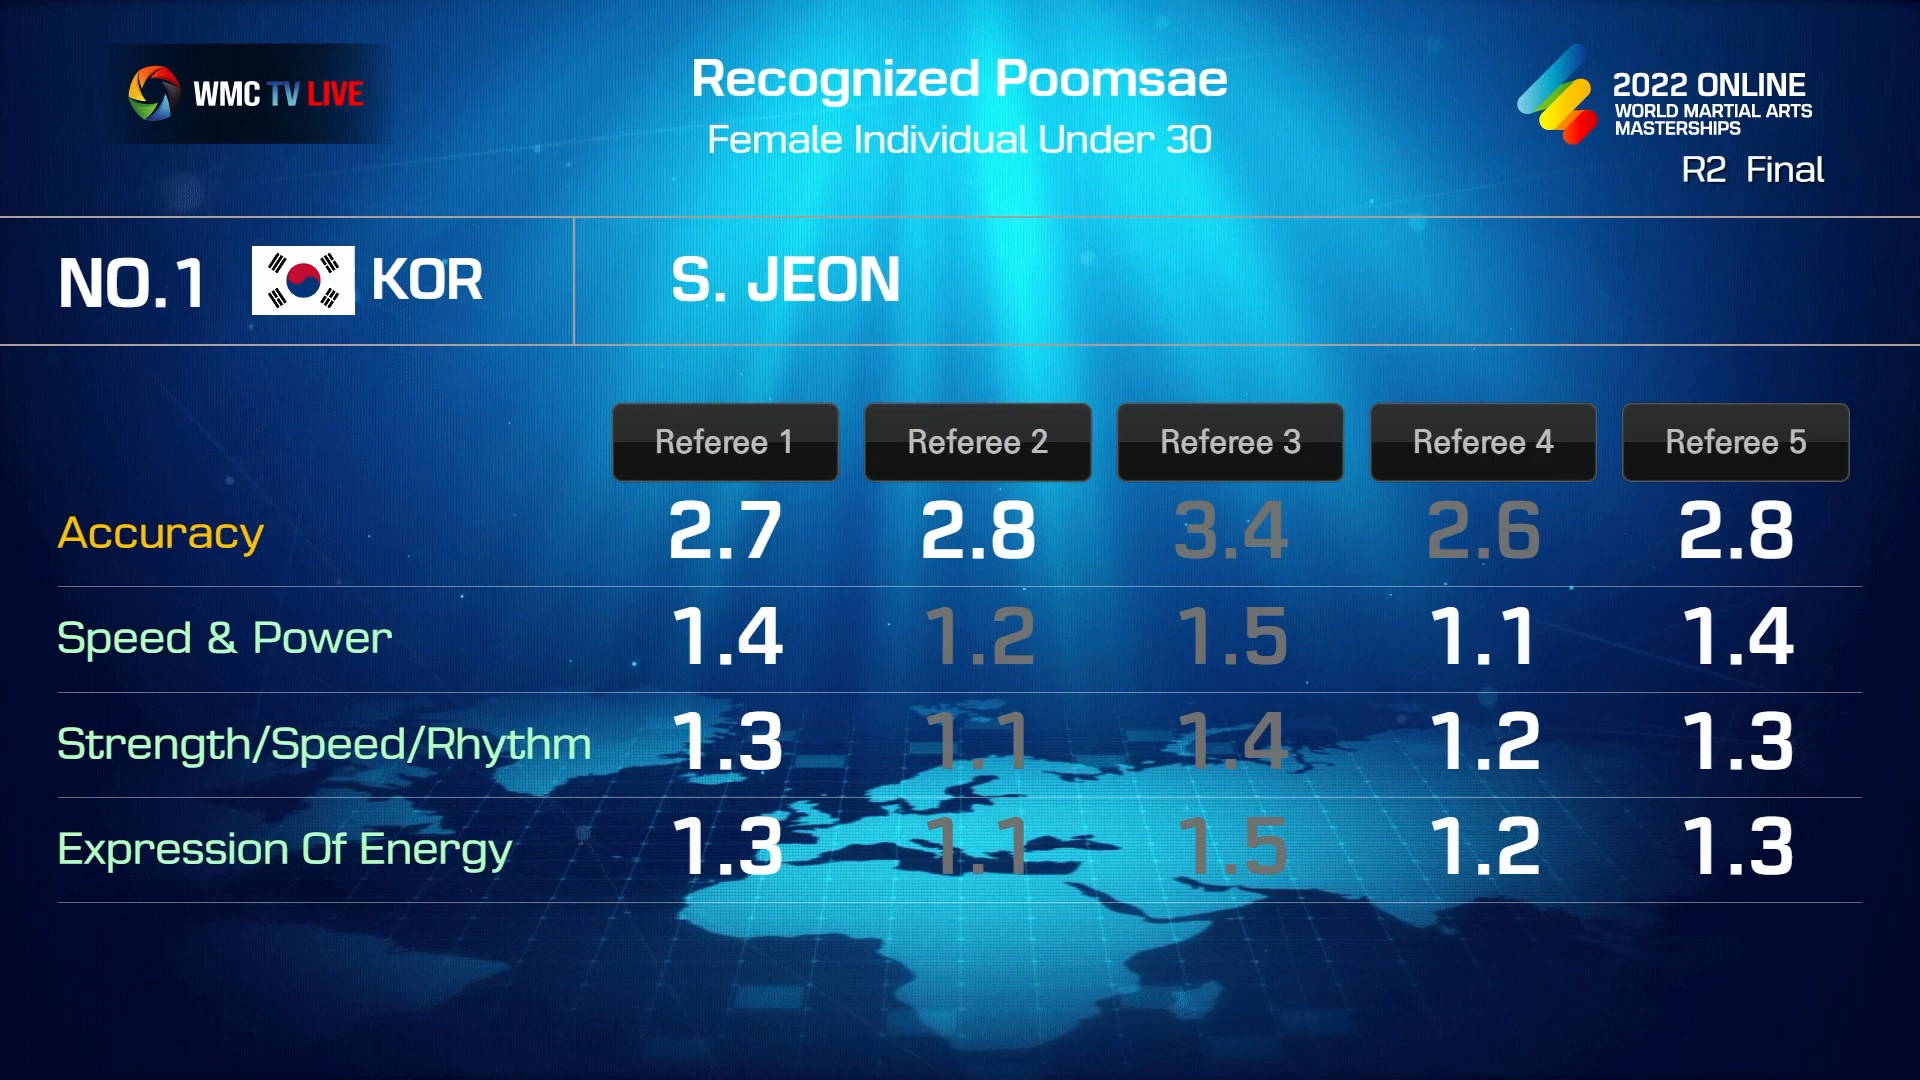 WMC TV LIVE
Recognized Poomsae
Female Individual Under 30
2022 ONLINE
WORLD MARTIAL ARTS
MASTERSHIPS
R2 Final
NO.1 KOR S. JEON
Referee 1 Referee 2 Referee 3 Referee 4 Referee 5
Accuracy 2.7 2.8 3.4 2.6 2.8
Speed & Power 1.4 1.2 1.5 1.1 1.4
Strength/Speed/Rhythm 1.3 1.1 1.4 1.2 1.3
Expression Of Energy 1.3 1.1 1.5 1.2 1.3